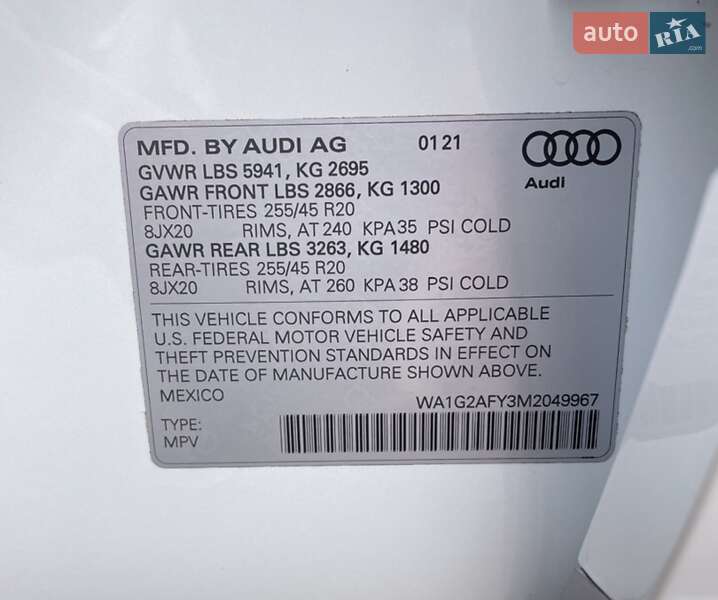 auto RIA
MFD. BY AUDI AG 01 21
GVWR LBS 5941, KG 2695
GAWR FRONT LBS 2866, KG 1300
FRONT-TIRES 255/45 R20
8JX20 RIMS, AT 240 KPA 35 PSI COLD
GAWR REAR LBS 3263, KG 1480
REAR-TIRES 255/45 R20
8JX20 RIMS, AT 260 KPA 38 PSI COLD
Audi
THIS VEHICLE CONFORMS TO ALL APPLICABLE
U.S. FEDERAL MOTOR VEHICLE SAFETY AND
THEFT PREVENTION STANDARDS IN EFFECT ON
THE DATE OF MANUFACTURE SHOWN ABOVE.
MEXICO WA1G2AFY3M2049967
TYPE:
MPV